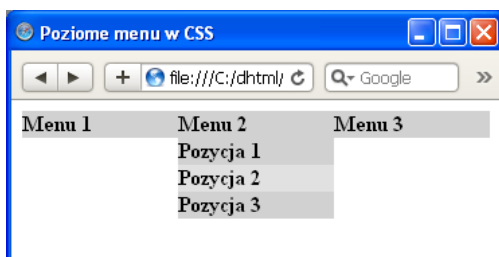 Poziome menu w CSS
file:///C:/dhtml/ Google
Menu 1 Menu 2 Menu 3
Pozycja 1
Pozycja 2
Pozycja 3